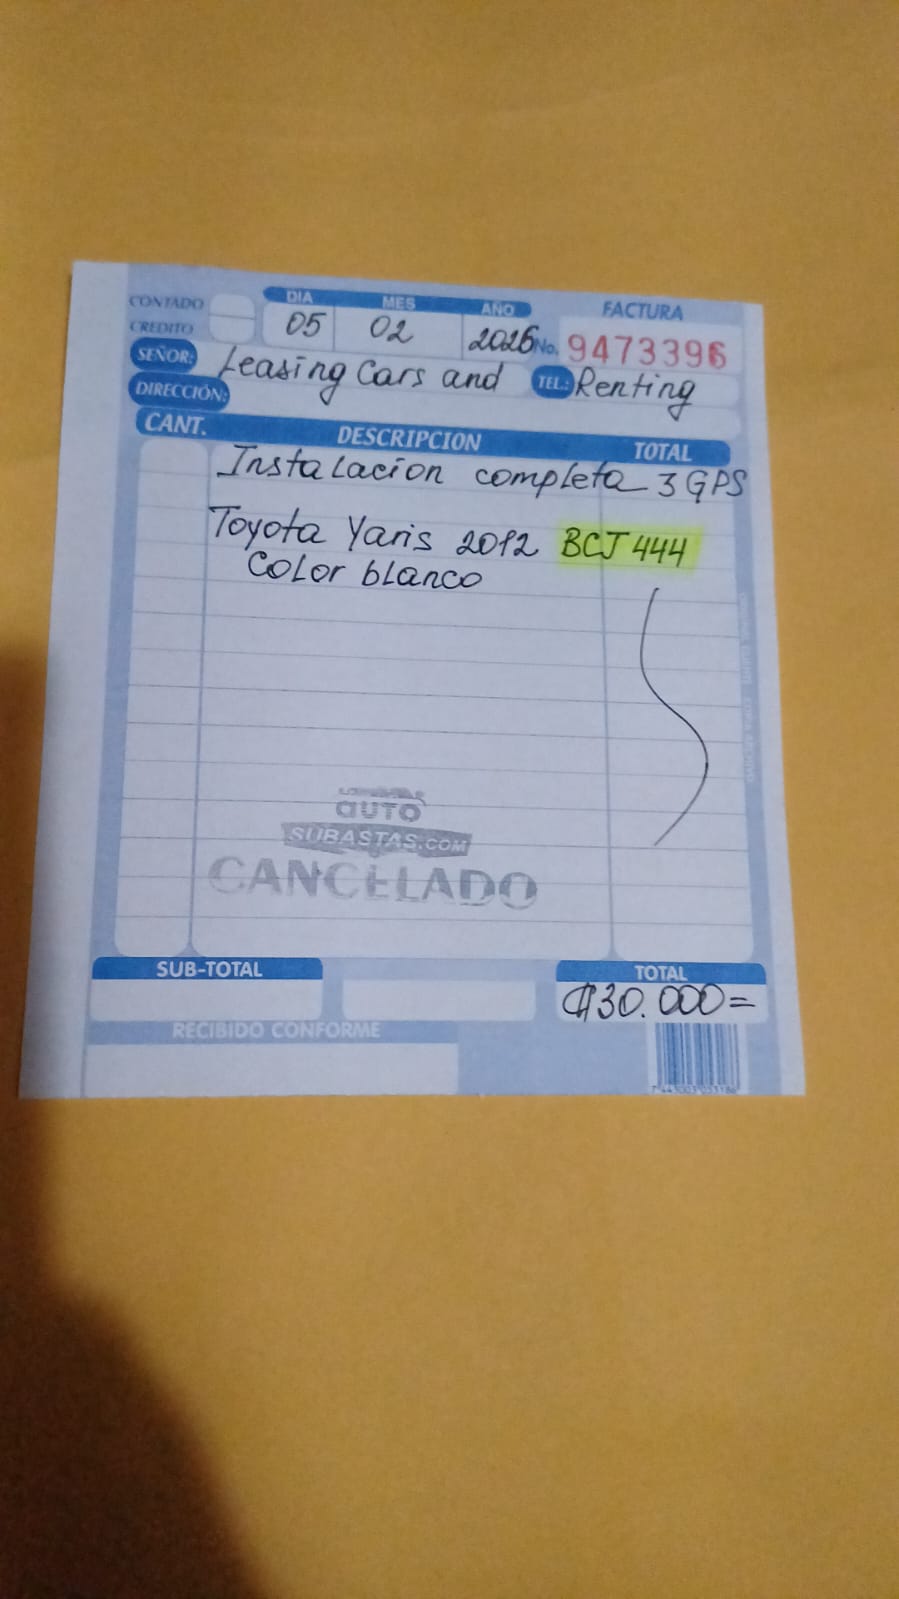 CONTADO
CREDITO
DIA MES AÑO
05 02 2026
FACTURA
No. 9473396
SEÑOR: Leasing Cars and TEL.: Renting
DIRECCIÓN:
CANT. DESCRIPCION TOTAL
Instalacion completa 3 GPS
Toyota Yaris 2012 BCJ 444
Color blanco
AUTO
SUBASTAS.COM
CANCELADO
SUB-TOTAL TOTAL
₡30.000=
RECIBIDO CONFORME